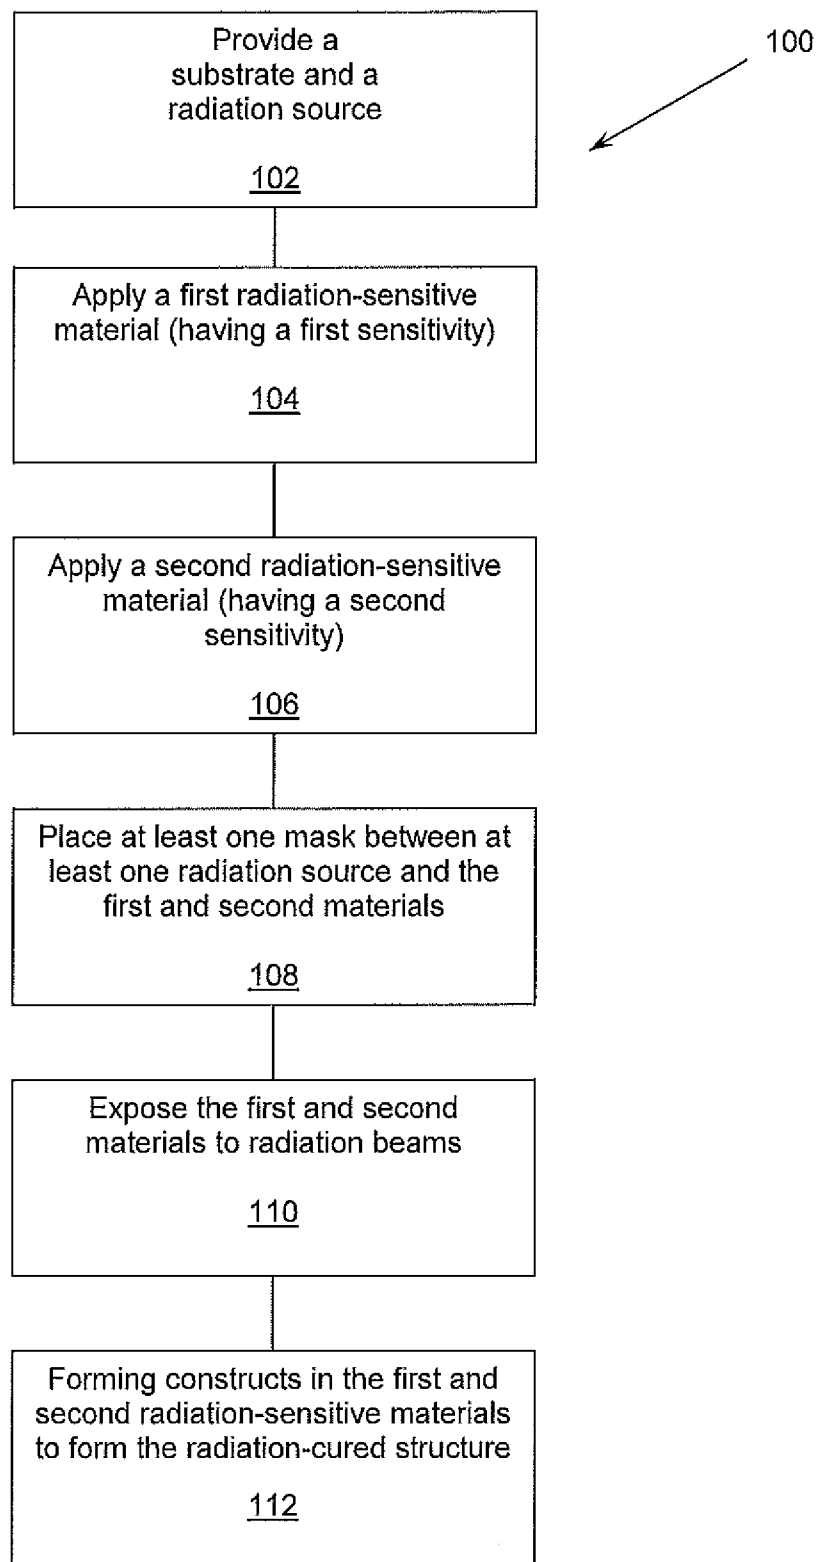 100
Provide a
substrate and a
radiation source
102
Apply a first radiation-sensitive
material (having a first sensitivity)
104
Apply a second radiation-sensitive
material (having a second
sensitivity)
106
Place at least one mask between at
least one radiation source and the
first and second materials
108
Expose the first and second
materials to radiation beams
110
Forming constructs in the first and
second radiation-sensitive materials
to form the radiation-cured structure
112